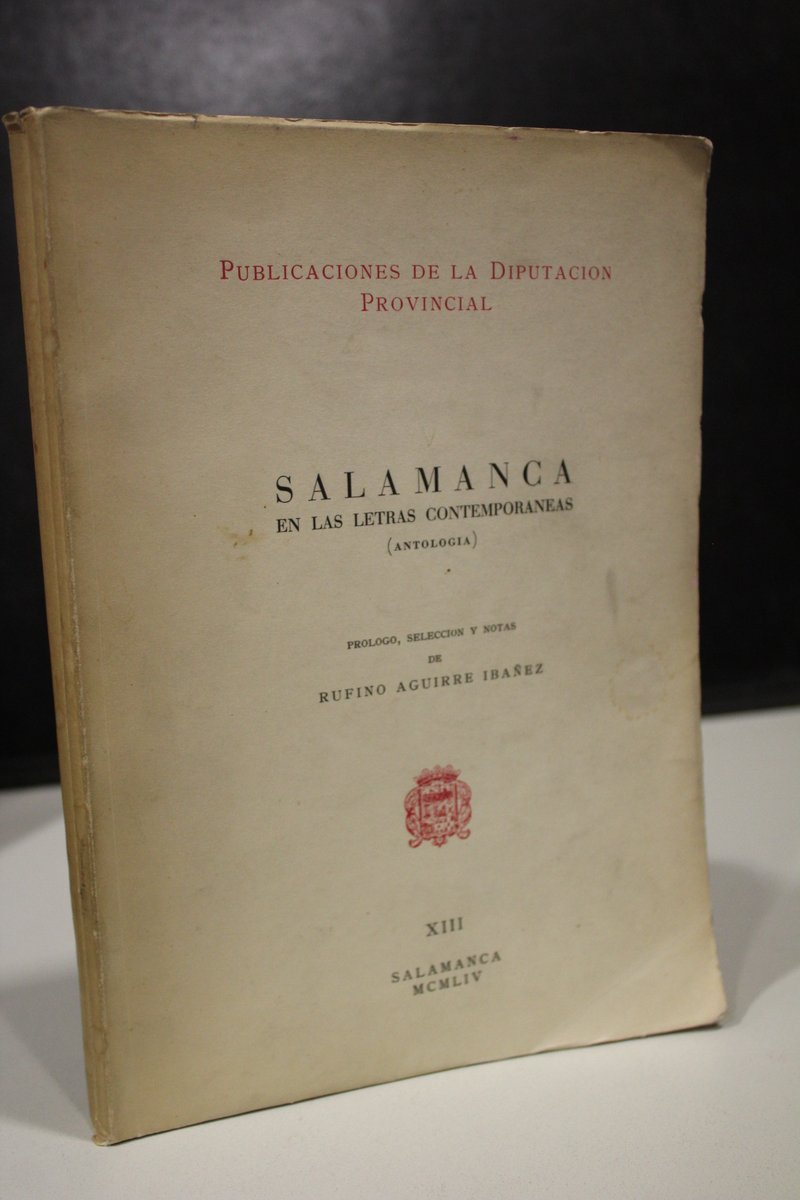 PUBLICACIONES DE LA DIPUTACION
PROVINCIAL
SALAMANCA
EN LAS LETRAS CONTEMPORANEAS
(ANTOLOGIA)
PROLOGO, SELECCION Y NOTAS
DE
RUFINO AGUIRRE IBAÑEZ
XIII
SALAMANCA
MCMLIV